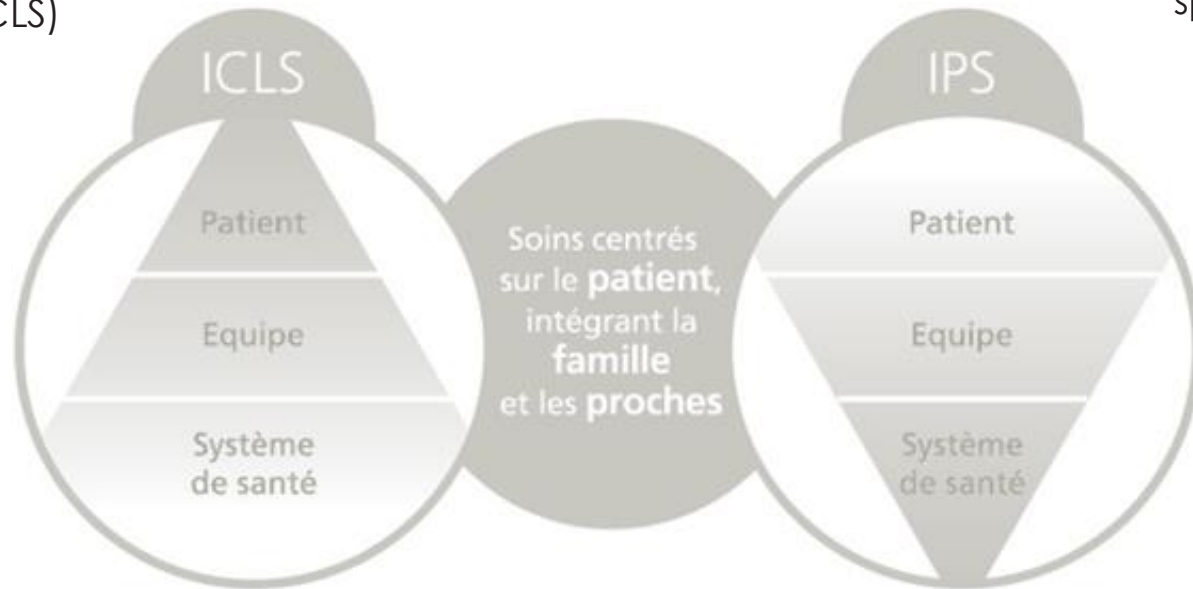 CLS)
ICLS
Patient
Equipe
Système
de santé
Soins centrés
sur le patient,
intégrant la
famille
et les proches
IPS
Patient
Equipe
Système
de santé